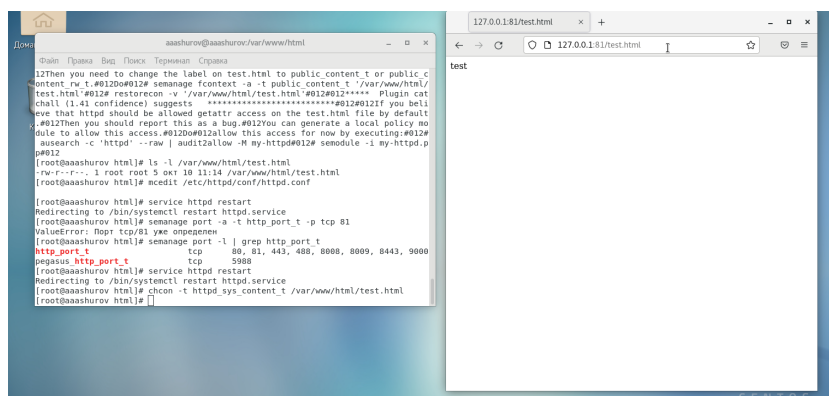 Дома
aaashurov@aaashurov:/var/www/html
Файл Правка Вид Поиск Терминал Справка
12Then you need to change the label on test.html to public_content_t or public_c
ontent_rw_t.#012Do#012# semanage fcontext -a -t public_content_t '/var/www/html/
test.html'#012# restorecon -v '/var/www/html/test.html'#012#012***** Plugin cat
chall (1.41 confidence) suggests **************************#012#012If you beli
eve that httpd should be allowed getattr access on the test.html file by default
.#012Then you should report this as a bug.#012You can generate a local policy mo
dule to allow this access.#012Do#012allow this access for now by executing:#012#
ausearch -c 'httpd' --raw | audit2allow -M my-httpd#012# semodule -i my-httpd.p
p#012
[root@aaashurov html]# ls -l /var/www/html/test.html
-rw-r--r--. 1 root root 5 окт 10 11:14 /var/www/html/test.html
[root@aaashurov html]# mcedit /etc/httpd/conf/httpd.conf
[root@aaashurov html]# service httpd restart
Redirecting to /bin/systemctl restart httpd.service
[root@aaashurov html]# semanage port -a -t http_port_t -p tcp 81
ValueError: Порт tcp/81 уже определен
[root@aaashurov html]# semanage port -l | grep http_port_t
http_port_t tcp 80, 81, 443, 488, 8008, 8009, 8443, 9000
pegasus_http_port_t tcp 5988
[root@aaashurov html]# service httpd restart
Redirecting to /bin/systemctl restart httpd.service
[root@aaashurov html]# chcon -t httpd_sys_content_t /var/www/html/test.html
[root@aaashurov html]#
127.0.0.1:81/test.html
127.0.0.1:81/test.html
test